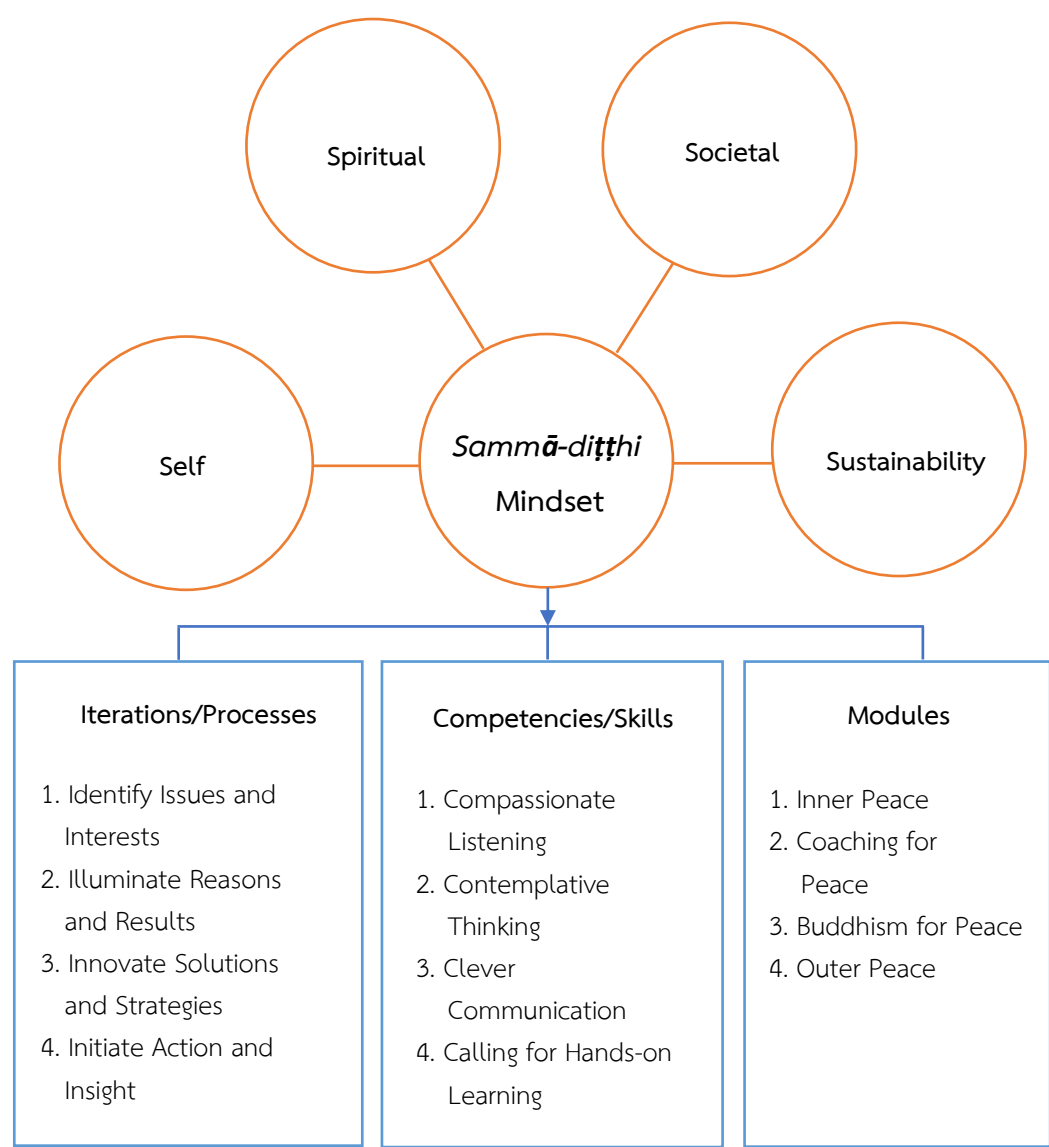 Spiritual
Societal
Self
Sammā-diṭṭhi
Mindset
Sustainability
Iterations/Processes
1. Identify Issues and
Interests
2. Illuminate Reasons
and Results
3. Innovate Solutions
and Strategies
4. Initiate Action and
Insight
Competencies/Skills
1. Compassionate
Listening
2. Contemplative
Thinking
3. Clever
Communication
4. Calling for Hands-on
Learning
Modules
1. Inner Peace
2. Coaching for
Peace
3. Buddhism for Peace
4. Outer Peace